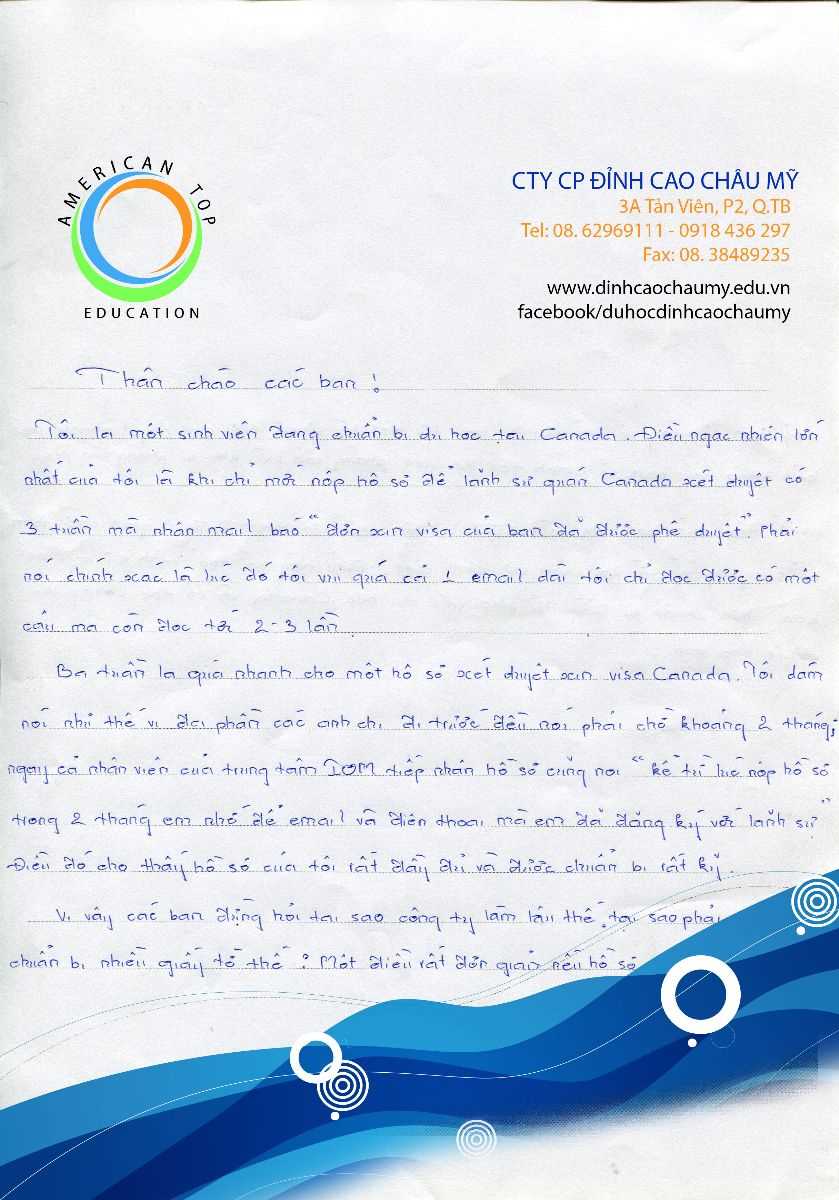 AMERICAN TOP
EDUCATION
CTY CP ĐỈNH CAO CHÂU MỸ
3A Tản Viên, P2, Q.TB
Tel: 08. 62969111 - 0918 436 297
Fax: 08. 38489235
www.dinhcaochaumy.edu.vn
facebook/duhocdinhcaochaumy
Thân chào các bạn !
Tôi là một sinh viên đang chuẩn bị du học tại Canada. Điều ngạc nhiên lớn
nhất của tôi là khi chỉ mới nộp hồ sơ để lãnh sự quán Canada xét duyệt có
3 tuần mà nhận mail báo “đơn xin visa của bạn đã được phê duyệt”. Phải
nói chính xác là lúc đó tôi vui quá cả 1 email dài tôi chỉ đọc được có một
câu mà còn đọc tới 2-3 lần
Ba tuần là quá nhanh cho một hồ sơ xét duyệt xin visa Canada. Tôi dám
nói như thế vì đại phần các anh chị đi trước đều nói phải chờ khoảng 2 tháng;
ngay cả nhân viên của trung tâm IOM tiếp nhận hồ sơ cũng nói “kể từ lúc nộp hồ sơ
trong 2 tháng em nhớ để email và điện thoại mà em đã đăng ký với lãnh sự”
Điều đó cho thấy hồ sơ của tôi rất đầy đủ và được chuẩn bị rất kỹ.
Vì vậy các bạn đừng hỏi tại sao công ty làm lâu thế, tại sao phải
chuẩn bị nhiều giấy tờ thế ? Một điều rất đơn giản nếu hồ sơ